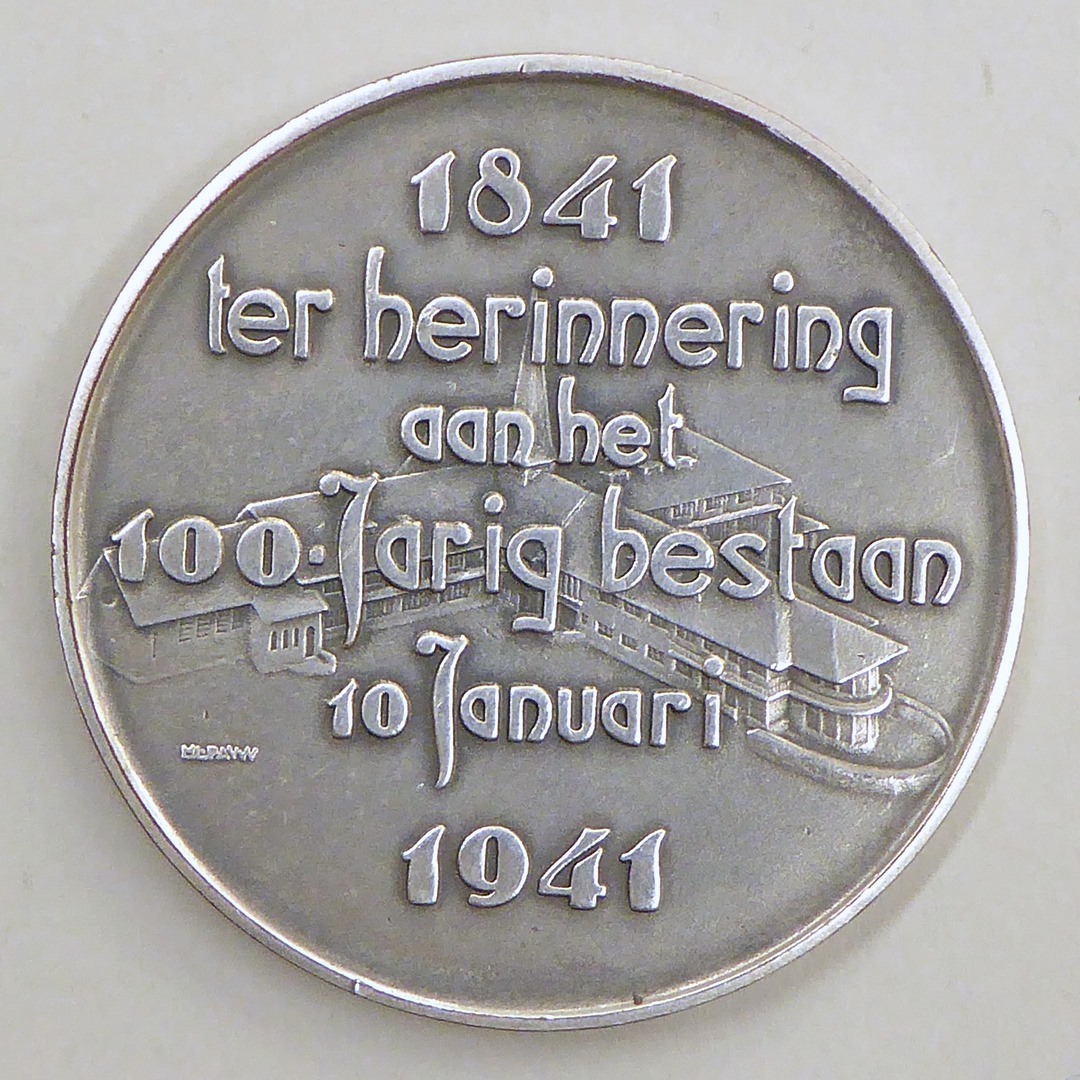 1841
ter herinnering
aan het
100-Jarig bestaan
10 Januari
1941